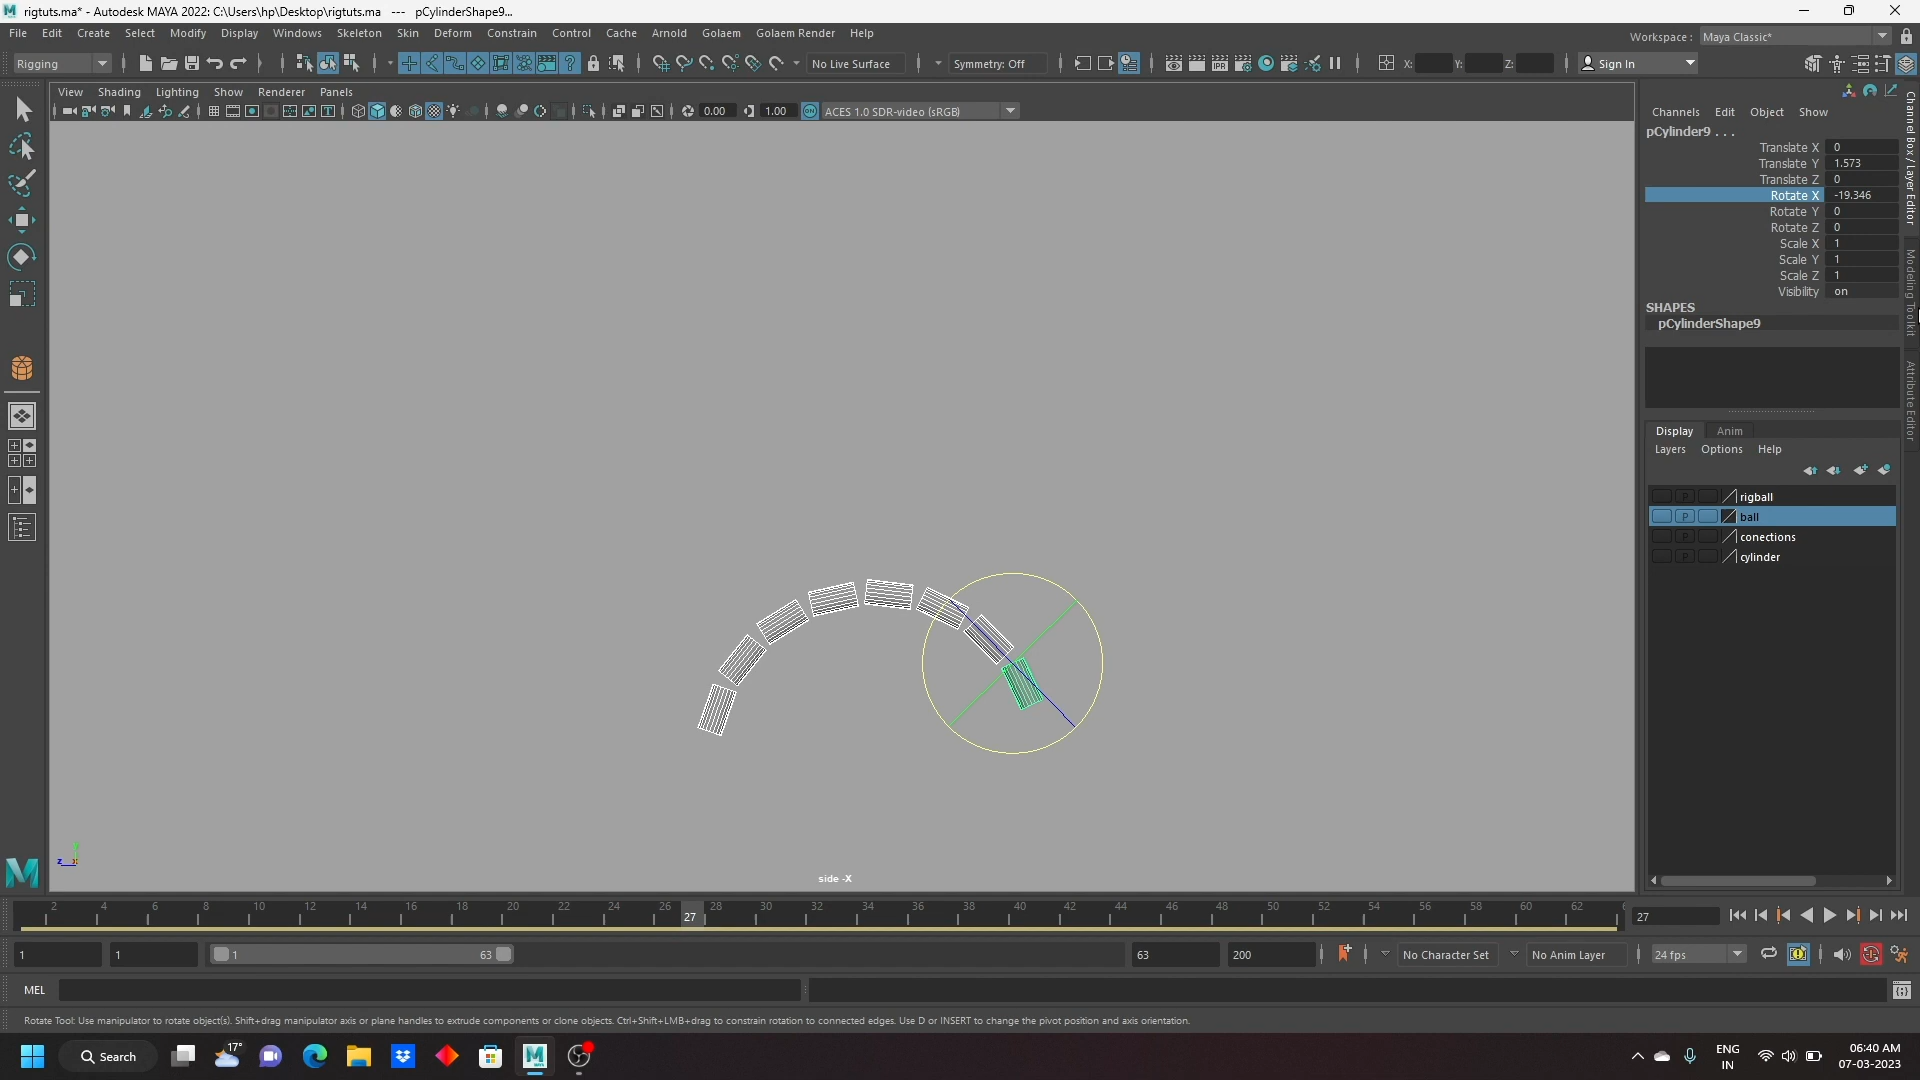 rigtuts.ma* - Autodesk MAYA 2022: C:\Users\hp\Desktop\rigtuts.ma --- pCylinderShape9...
File Edit Create Select Modify Display Windows Skeleton Skin Deform Constrain Control Cache Arnold Golaem Golaem Render Help
Workspace: Maya Classic*
Rigging
No Live Surface
Symmetry: Off
X: Y: Z:
Sign In
View Shading Lighting Show Renderer Panels
0.00 1.00 ACES 1.0 SDR-video (sRGB)
Channels Edit Object Show
pCylinder9 . . .
Translate X 0
Translate Y 1.573
Translate Z 0
Rotate X -19.346
Rotate Y 0
Rotate Z 0
Scale X 1
Scale Y 1
Scale Z 1
Visibility on
SHAPES
pCylinderShape9
Channel Box / Layer Editor
Modeling Toolkit
Attribute Editor
Display Anim
Layers Options Help
P rigball
P ball
P conections
P cylinder
z
side -X
2 4 6 8 10 12 14 16 18 20 22 24 26 27 28 30 32 34 36 38 40 42 44 46 48 50 52 54 56 58 60 62
27
1 1 1 63 63 200 No Character Set No Anim Layer 24 fps
MEL
Rotate Tool: Use manipulator to rotate object(s). Shift+drag manipulator axis or plane handles to extrude components or clone objects. Ctrl+Shift+LMB+drag to constrain rotation to connected edges. Use D or INSERT to change the pivot position and axis orientation.
Search
17°
ENG
IN
06:40 AM
07-03-2023